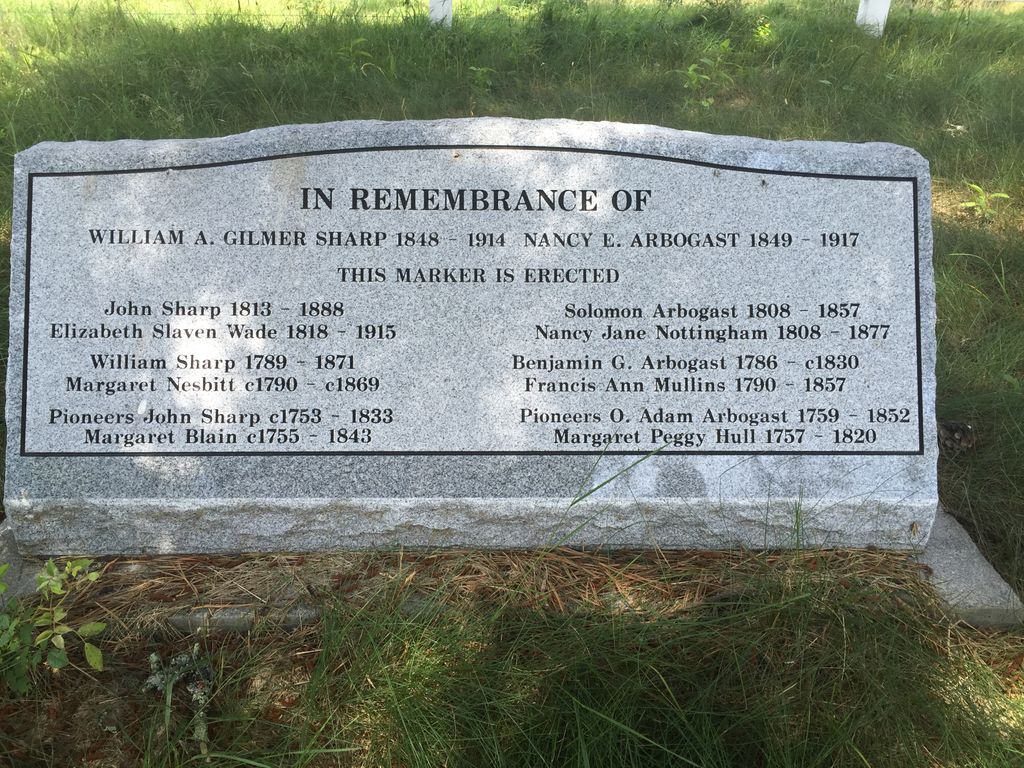 IN REMEMBRANCE OF
WILLIAM A. GILMER SHARP 1848 - 1914 NANCY E. ARBOGAST 1849 - 1917
THIS MARKER IS ERECTED
John Sharp 1813 - 1888
Elizabeth Slaven Wade 1818 - 1915
William Sharp 1789 - 1871
Margaret Nesbitt c1790 - c1869
Pioneers John Sharp c1753 - 1833
Margaret Blain c1755 - 1843
Solomon Arbogast 1808 - 1857
Nancy Jane Nottingham 1808 - 1877
Benjamin G. Arbogast 1786 - c1830
Francis Ann Mullins 1790 - 1857
Pioneers O. Adam Arbogast 1759 - 1852
Margaret Peggy Hull 1757 - 1820